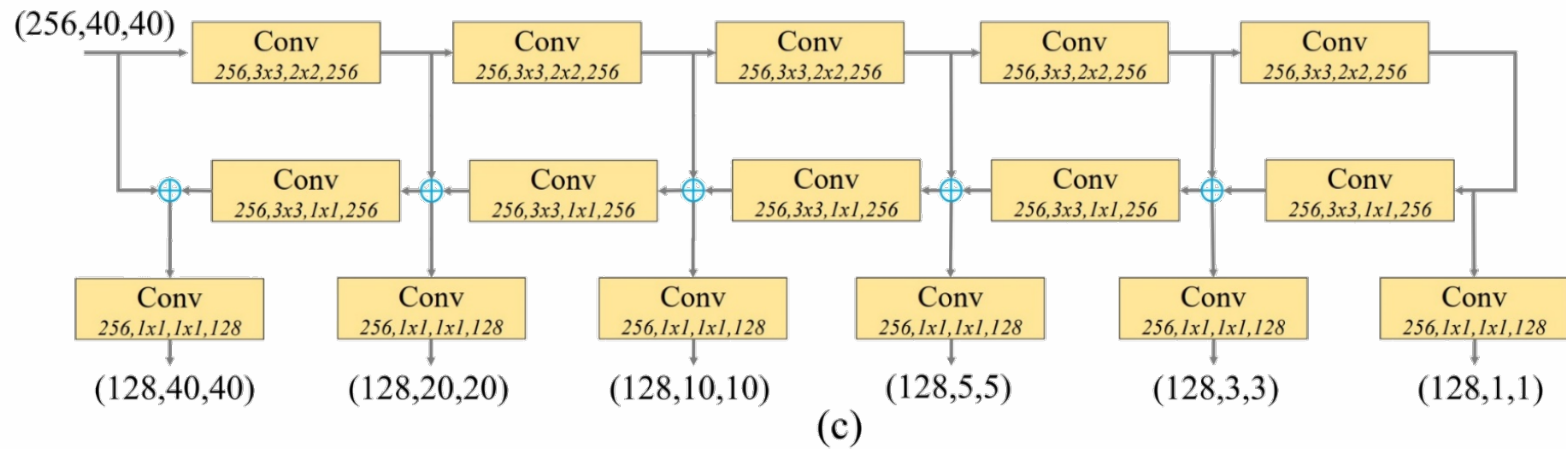 (256,40,40)
Conv
256,3x3,2x2,256
Conv
256,3x3,2x2,256
Conv
256,3x3,2x2,256
Conv
256,3x3,2x2,256
Conv
256,3x3,2x2,256
Conv
256,3x3,1x1,256
Conv
256,3x3,1x1,256
Conv
256,3x3,1x1,256
Conv
256,3x3,1x1,256
Conv
256,3x3,1x1,256
Conv
256,1x1,1x1,128
Conv
256,1x1,1x1,128
Conv
256,1x1,1x1,128
Conv
256,1x1,1x1,128
Conv
256,1x1,1x1,128
Conv
256,1x1,1x1,128
(128,40,40)
(128,20,20)
(128,10,10)
(128,5,5)
(128,3,3)
(128,1,1)
(c)